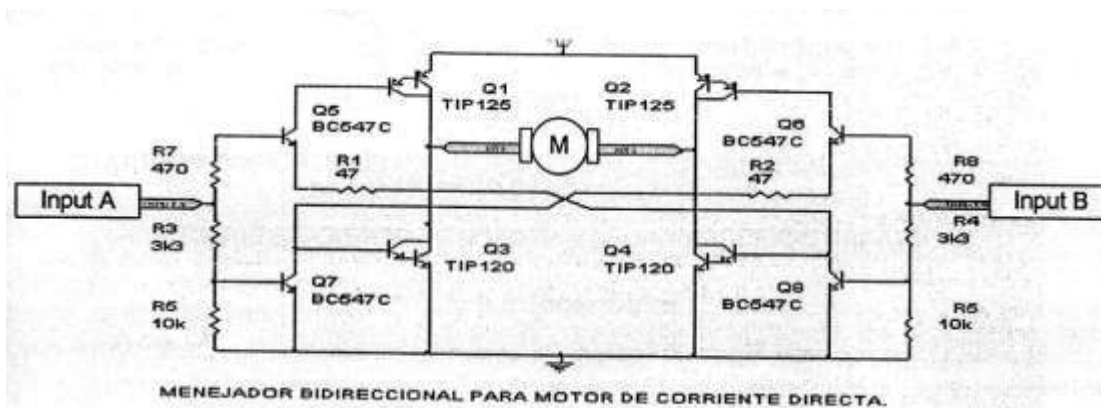 Q1
TIP125
Q2
TIP125
Q5
BC547C
Q6
BC547C
M
R7
470
R1
47
R2
47
R8
470
Input A
Input B
R3
3k3
R4
3k3
Q3
TIP120
Q4
TIP120
Q7
BC547C
Q8
BC547C
R5
10k
R5
10k
MENEJADOR BIDIRECCIONAL PARA MOTOR DE CORRIENTE DIRECTA.